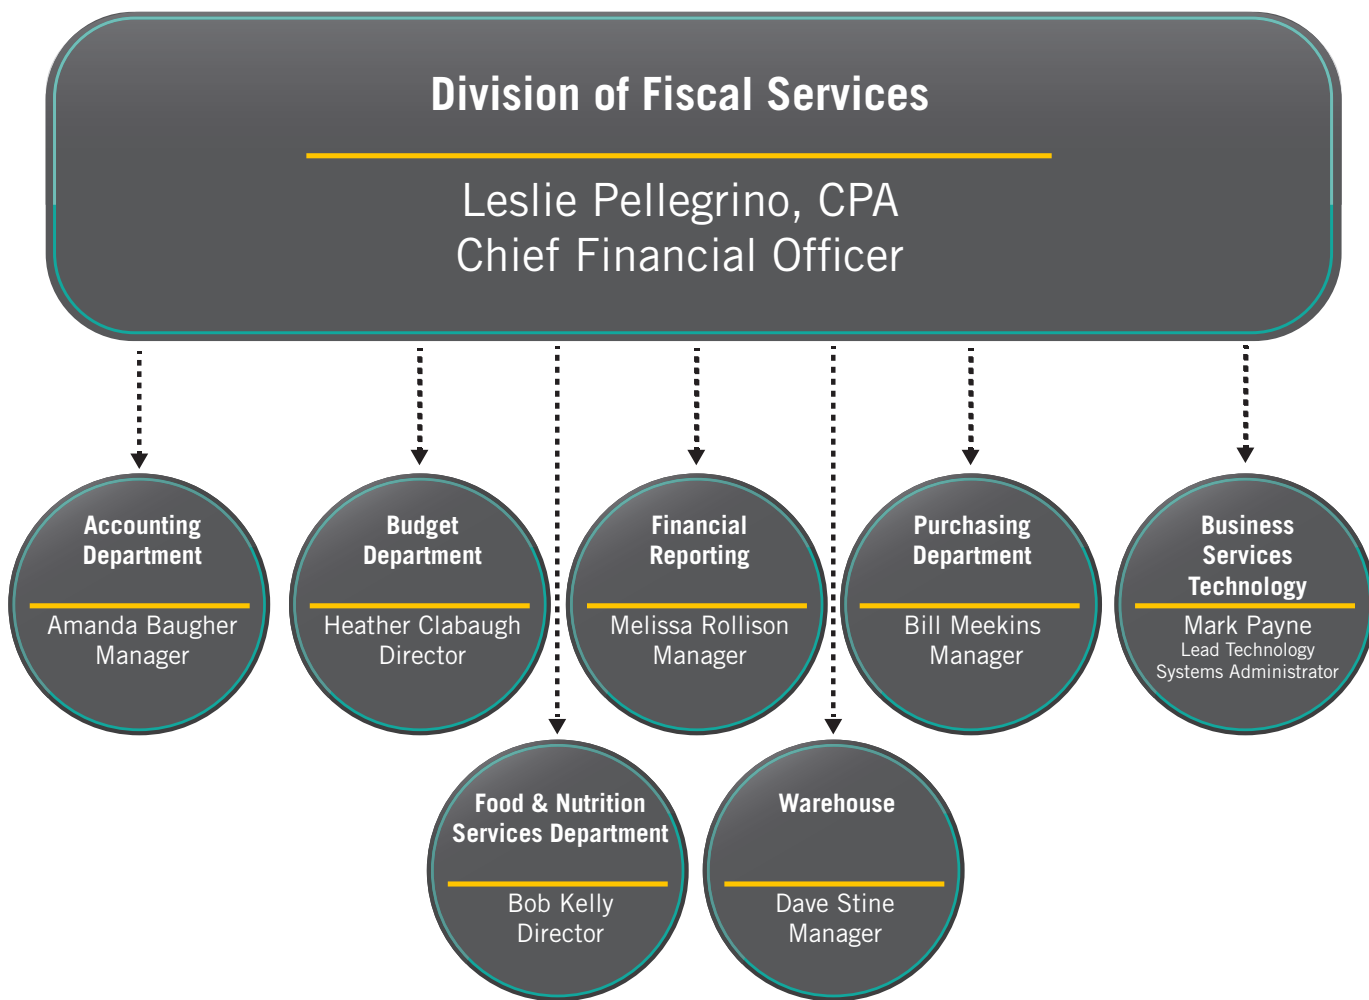 Division of Fiscal Services
Leslie Pellegrino, CPA
Chief Financial Officer
Accounting
Department
Amanda Baugher
Manager
Budget
Department
Heather Clabaugh
Director
Financial
Reporting
Melissa Rollison
Manager
Purchasing
Department
Bill Meekins
Manager
Business
Services
Technology
Mark Payne
Lead Technology
Systems Administrator
Food & Nutrition
Services Department
Bob Kelly
Director
Warehouse
Dave Stine
Manager